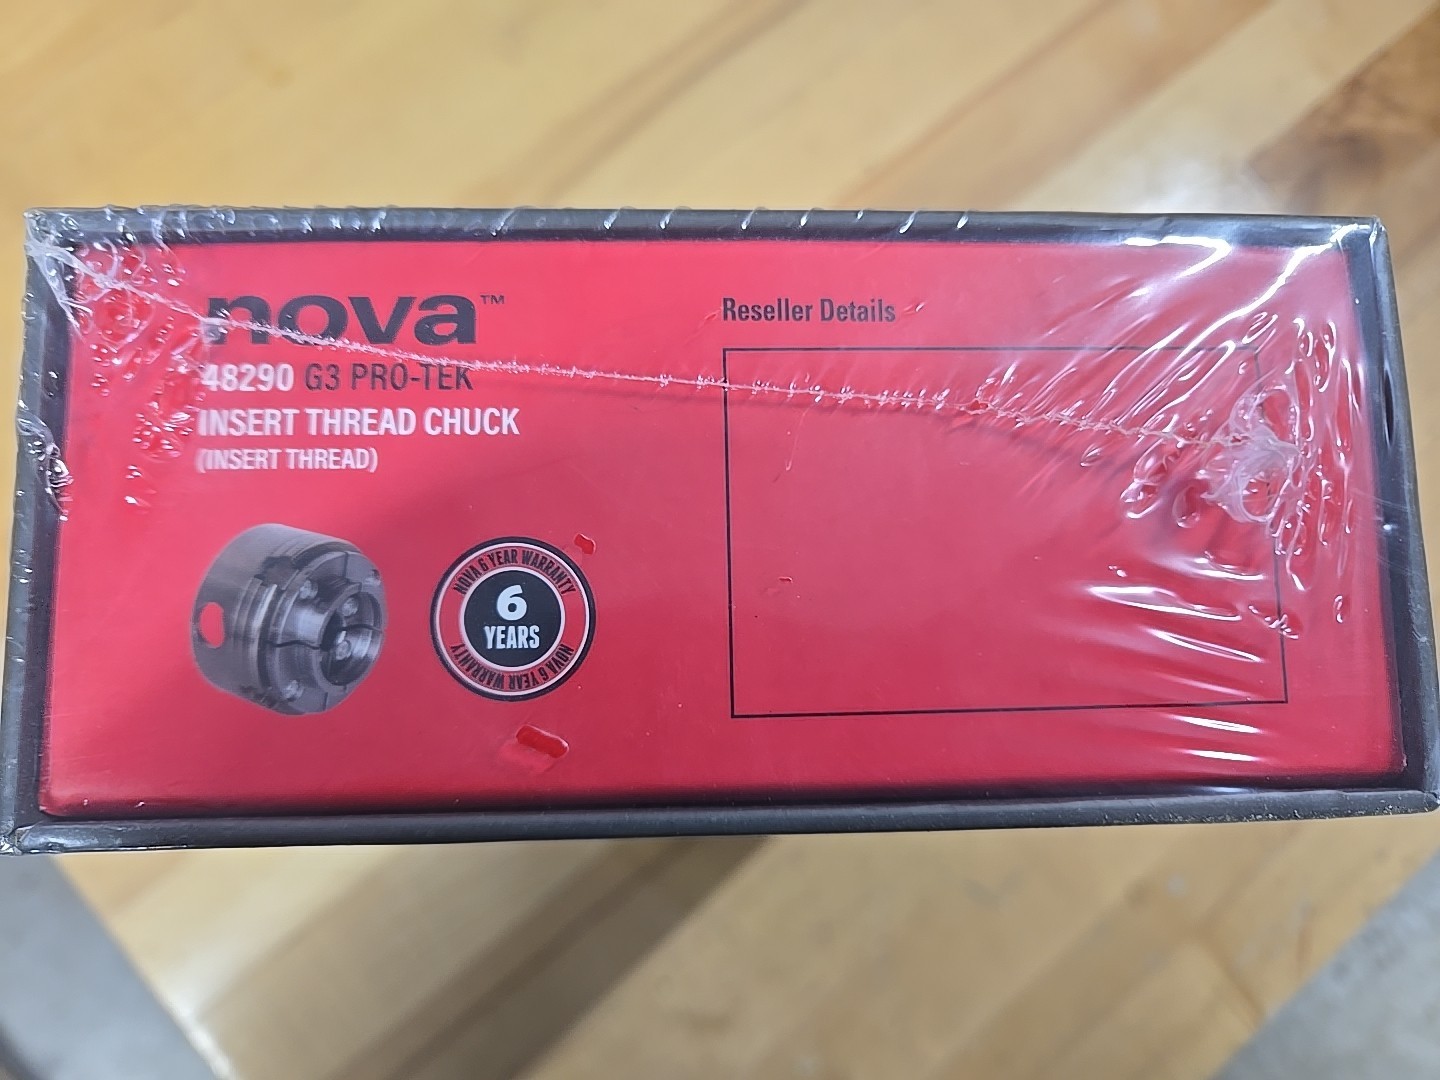 nova™
48290 G3 PRO-TEK
INSERT THREAD CHUCK
(INSERT THREAD)
Reseller Details
NOVA 6 YEAR WARRANTY
6
YEARS
NOVA 6 YEAR WARRANTY